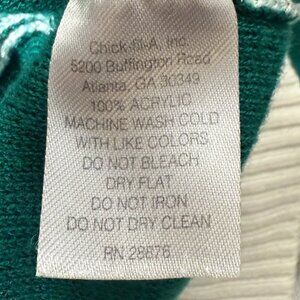 Chick-fil-A, Inc.
5200 Buffington Road
Atlanta, GA 30349
100% ACRYLIC
MACHINE WASH COLD
WITH LIKE COLORS
DO NOT BLEACH
DRY FLAT
DO NOT IRON
DO NOT DRY CLEAN
RN 28876